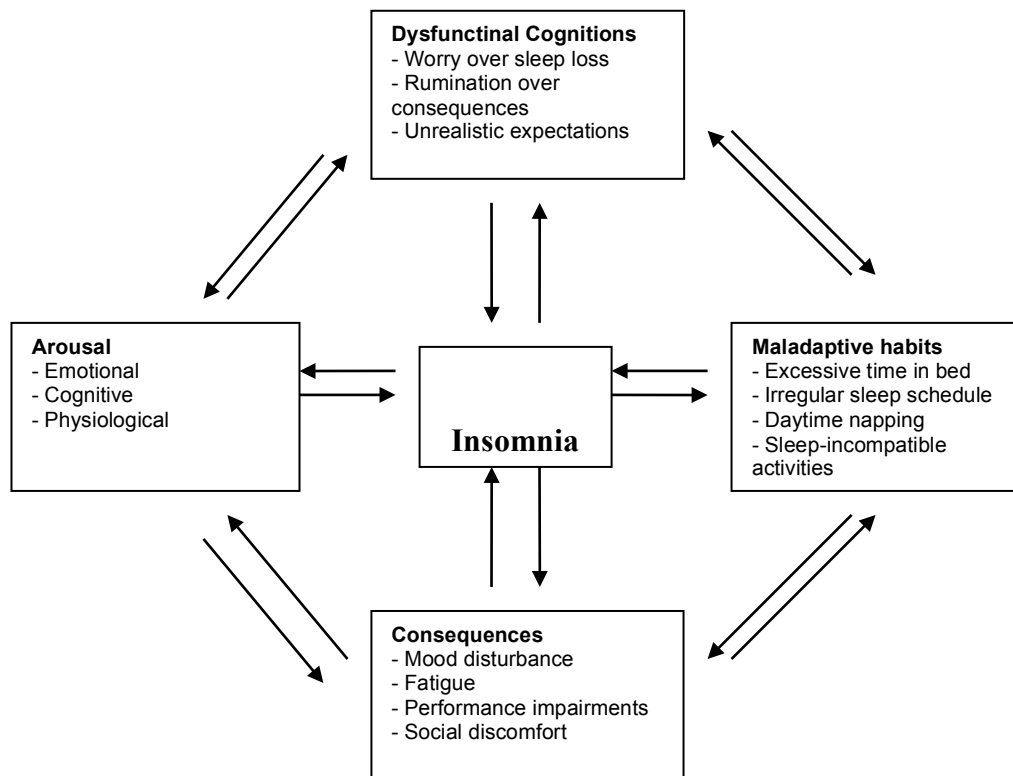 Dysfunctinal Cognitions
- Worry over sleep loss
- Rumination over
consequences
- Unrealistic expectations
Arousal
- Emotional
- Cognitive
- Physiological
Insomnia
Maladaptive habits
- Excessive time in bed
- Irregular sleep schedule
- Daytime napping
- Sleep-incompatible
activities
Consequences
- Mood disturbance
- Fatigue
- Performance impairments
- Social discomfort